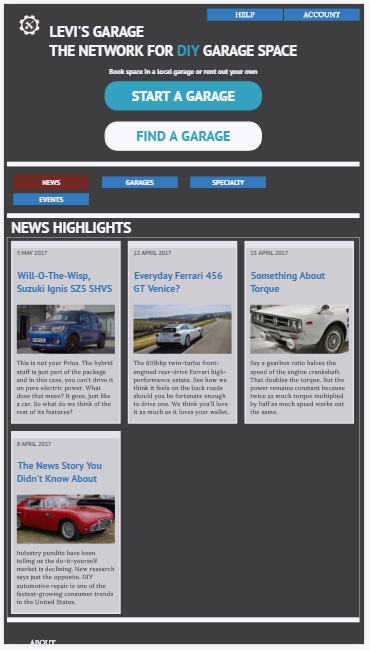 HELP
ACCOUNT
LEVI'S GARAGE
THE NETWORK FOR DIY GARAGE SPACE
Book space in a local garage or rent out your own
START A GARAGE
FIND A GARAGE
NEWS
GARAGES
SPECIALTY
EVENTS
NEWS HIGHLIGHTS
5 MAY 2017
Will-O-The-Wisp,
Suzuki Ignis SZ5 SHVS
This is not your Prius. The hybrid
stuff is just part of the package
and in this case, you can't drive it
on pure electric power. What
does that mean? It goes, just like
a car. So what do we think of the
rest of its features?
22 APRIL 2017
Everyday Ferrari 456
GT Venice?
The 610bhp twin-turbo front-
engined rear-drive Ferrari high-
performance estate. See how we
think it feels on the back roads
should you be fortunate enough
to drive one. We think you'll love
it as much as it loves your wallet.
15 APRIL 2017
Something About
Torque
Say a gearbox ratio halves the
speed of the engine crankshaft.
That doubles the torque. But the
power remains constant because
twice as much torque multiplied
by half as much speed works out
the same.
8 APRIL 2017
The News Story You
Didn't Know About
Industry pundits have been
telling us the do-it-yourself
market is declining. New research
says just the opposite. DIY
automotive repair is one of the
fastest-growing consumer trends
in the United States.
ABOUT